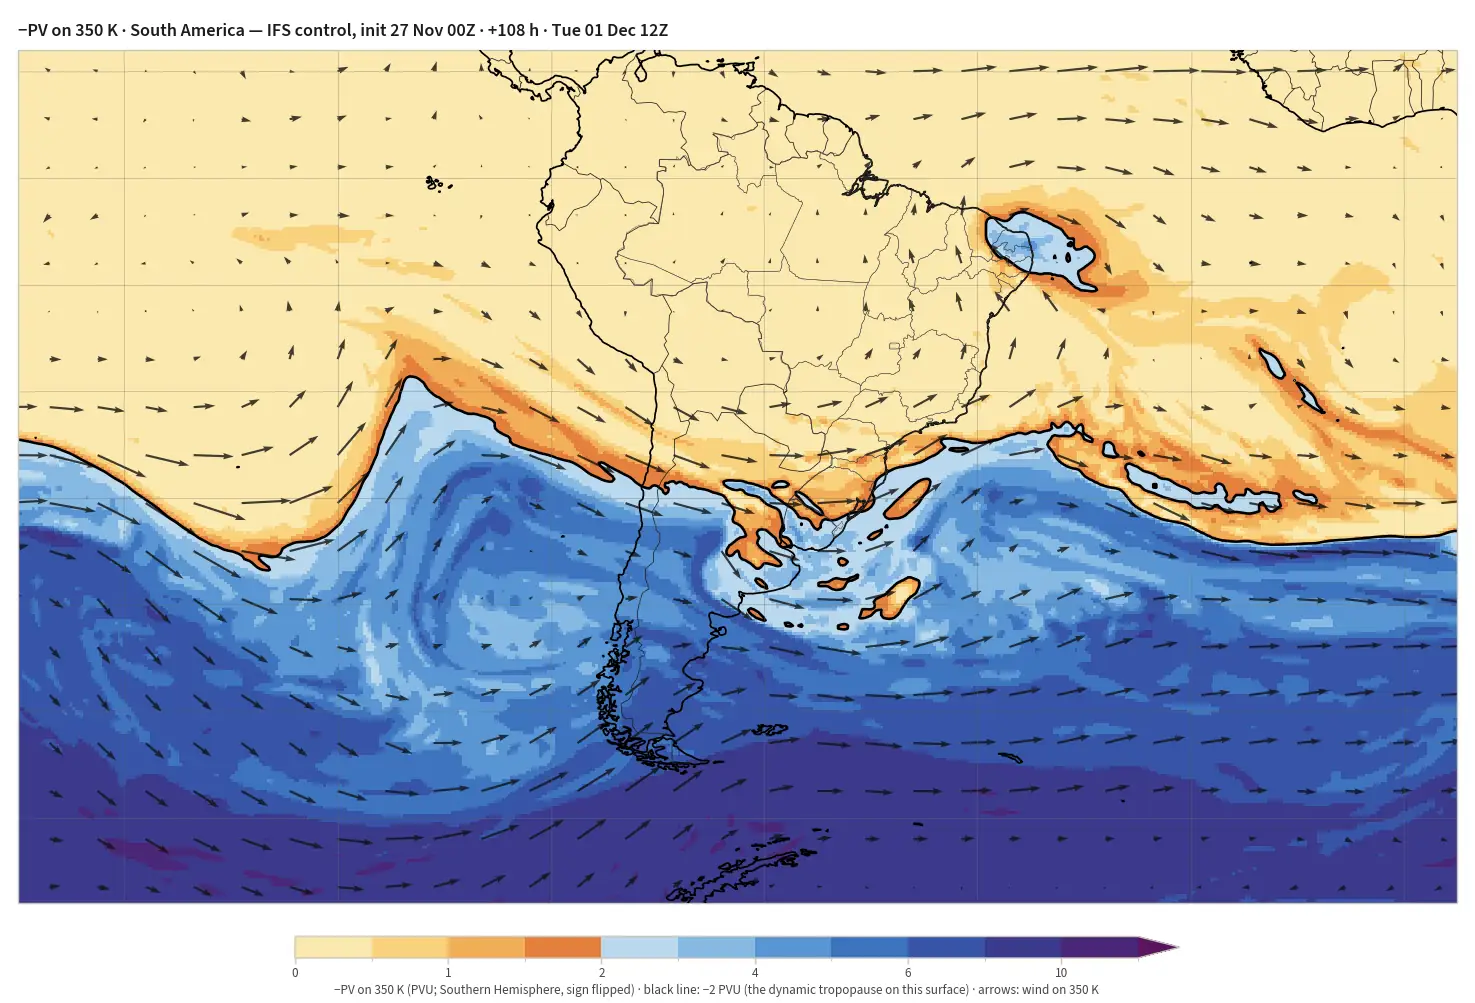 −PV on 350 K · South America — IFS control, init 27 Nov 00Z · +108 h · Tue 01 Dec 12Z
0 1 2 4 6 10
−PV on 350 K (PVU; Southern Hemisphere, sign flipped) · black line: −2 PVU (the dynamic tropopause on this surface) · arrows: wind on 350 K